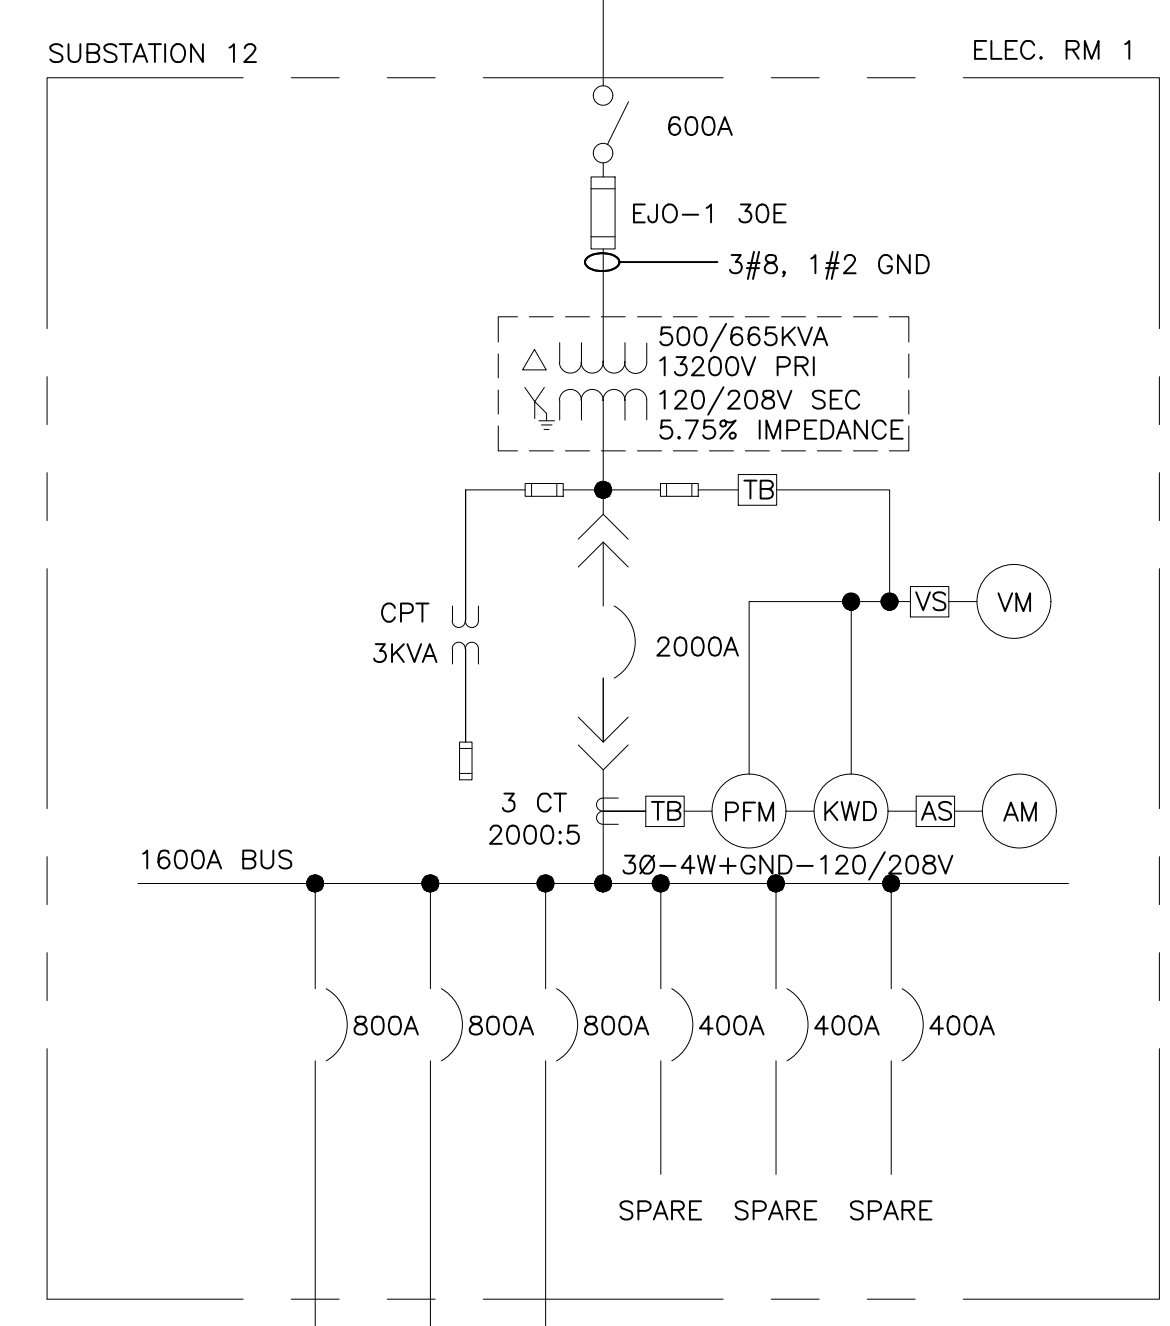 SUBSTATION 12
ELEC. RM 1
600A
EJO-1 30E
3#8, 1#2 GND
500/665KVA
13200V PRI
120/208V SEC
5.75% IMPEDANCE
TB
CPT
3KVA
2000A
VS
VM
3 CT
2000:5
TB
PFM
KWD
AS
AM
1600A BUS
3Ø-4W+GND-120/208V
800A
800A
800A
400A
400A
400A
SPARE
SPARE
SPARE